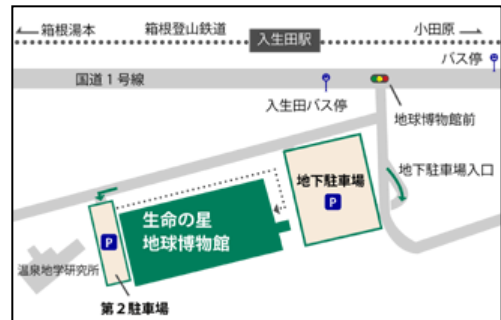 ←箱根湯本
箱根登山鉄道
入生田駅
小田原→
バス停
国道1号線
入生田バス停
地球博物館前
地下駐車場入口
地下駐車場
P
生命の星
地球博物館
P
温泉地学研究所
第2駐車場